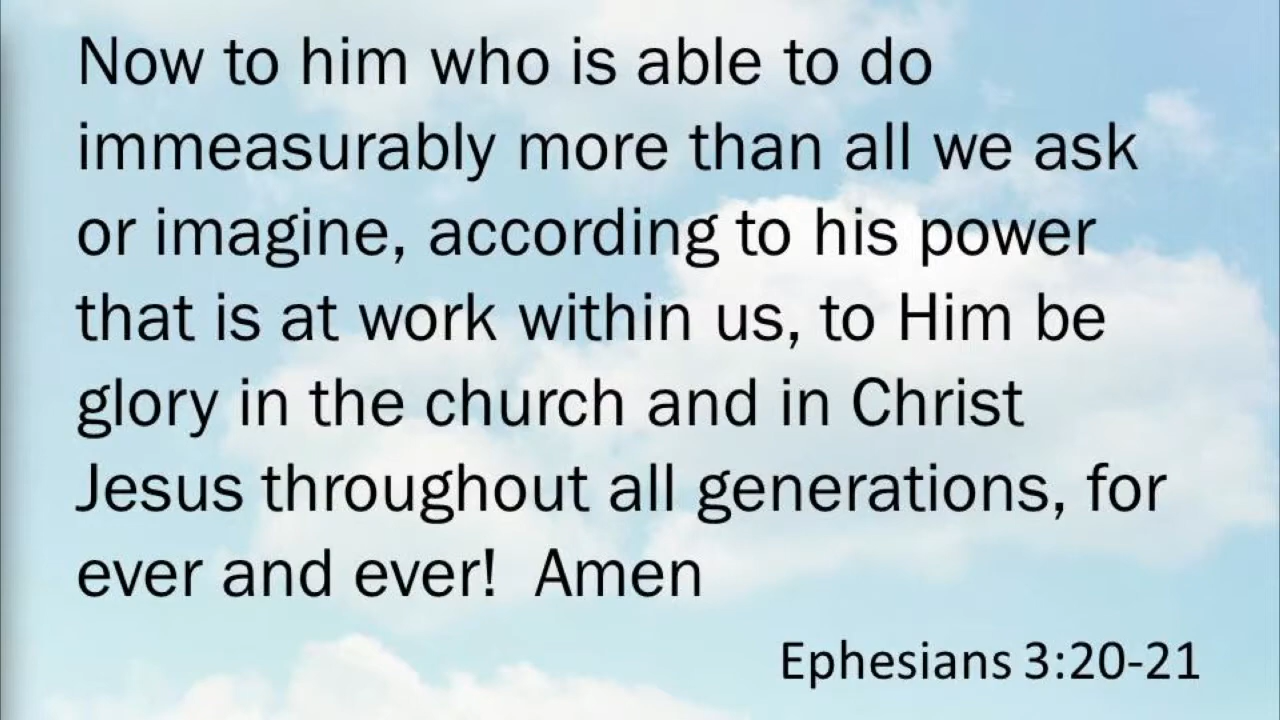 Now to him who is able to do
immeasurably more than all we ask
or imagine, according to his power
that is at work within us, to Him be
glory in the church and in Christ
Jesus throughout all generations, for
ever and ever!  Amen
Ephesians 3:20-21